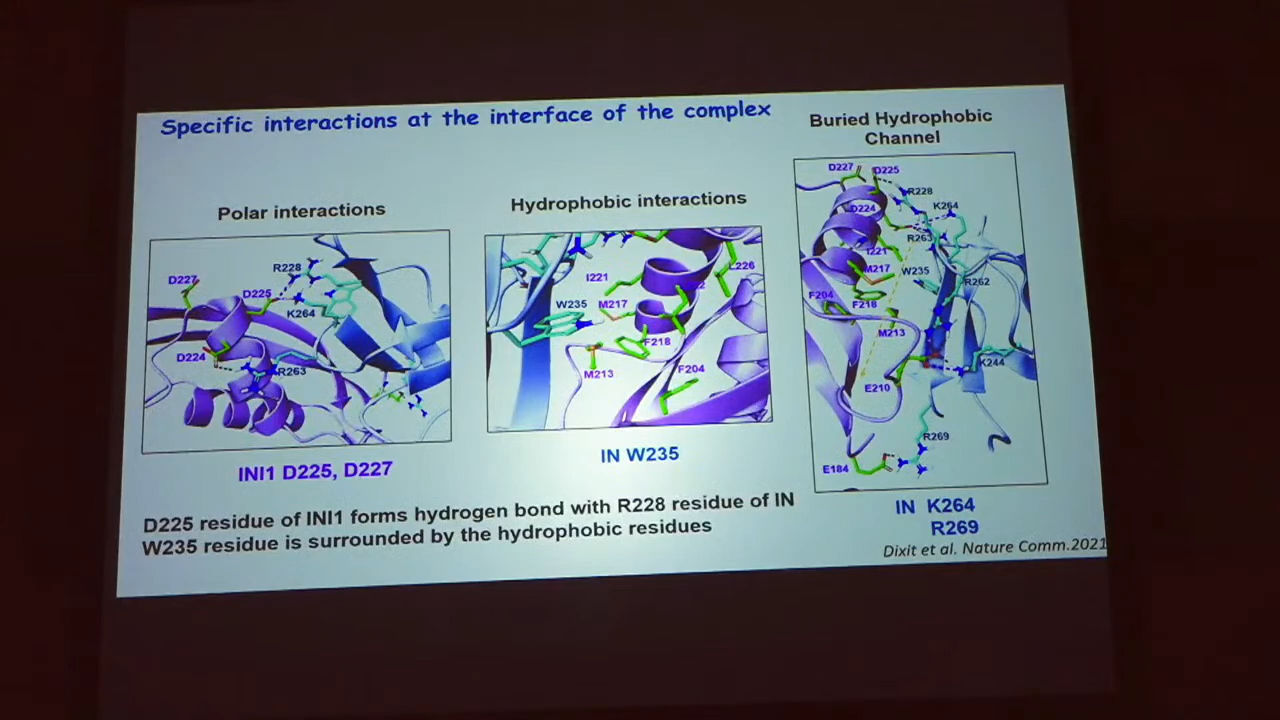 Specific interactions at the interface of the complex
Polar interactions
D227
R228
D225
K264
D224
R263
INI1 D225, D227
Hydrophobic interactions
I221
L226
W235
M217
F218
M213
F204
IN W235
Buried Hydrophobic
Channel
D227
D225
R228
D224
K264
R263
I221
M217
W235
R262
F204
F218
M213
K244
E210
R269
E184
IN K264
R269
D225 residue of INI1 forms hydrogen bond with R228 residue of IN
W235 residue is surrounded by the hydrophobic residues
Dixit et al. Nature Comm.2021